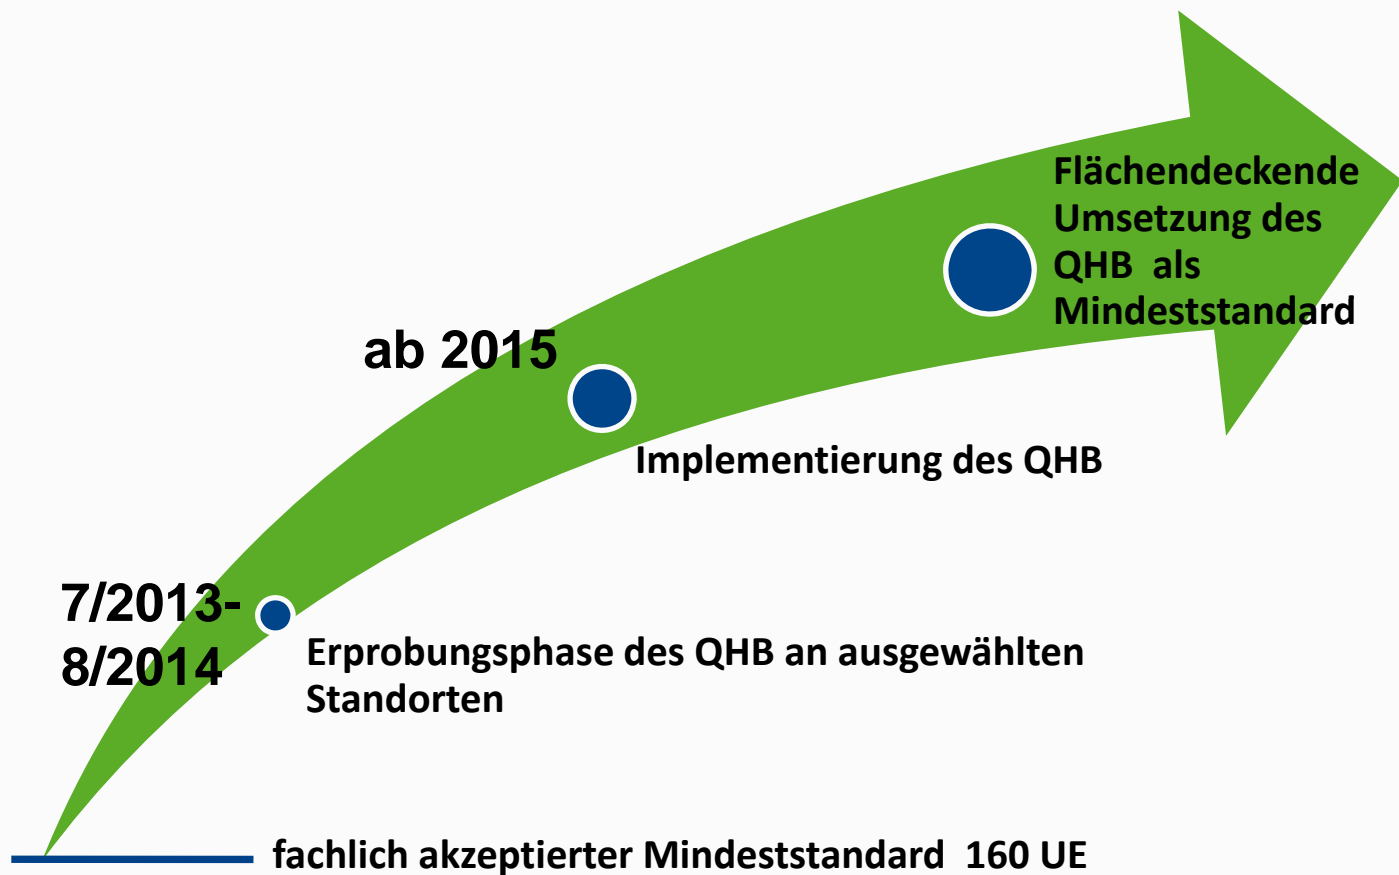 Flächendeckende
Umsetzung des
QHB als
Mindeststandard
ab 2015
Implementierung des QHB
7/2013-
8/2014
Erprobungsphase des QHB an ausgewählten
Standorten
fachlich akzeptierter Mindeststandard 160 UE